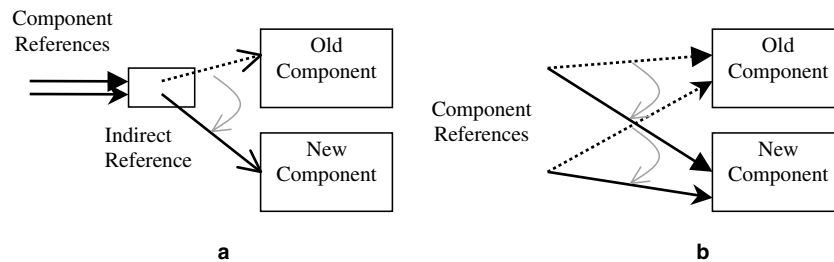 Component
References
Old
Component
Indirect
Reference
New
Component
a
Old
Component
Component
References
New
Component
b